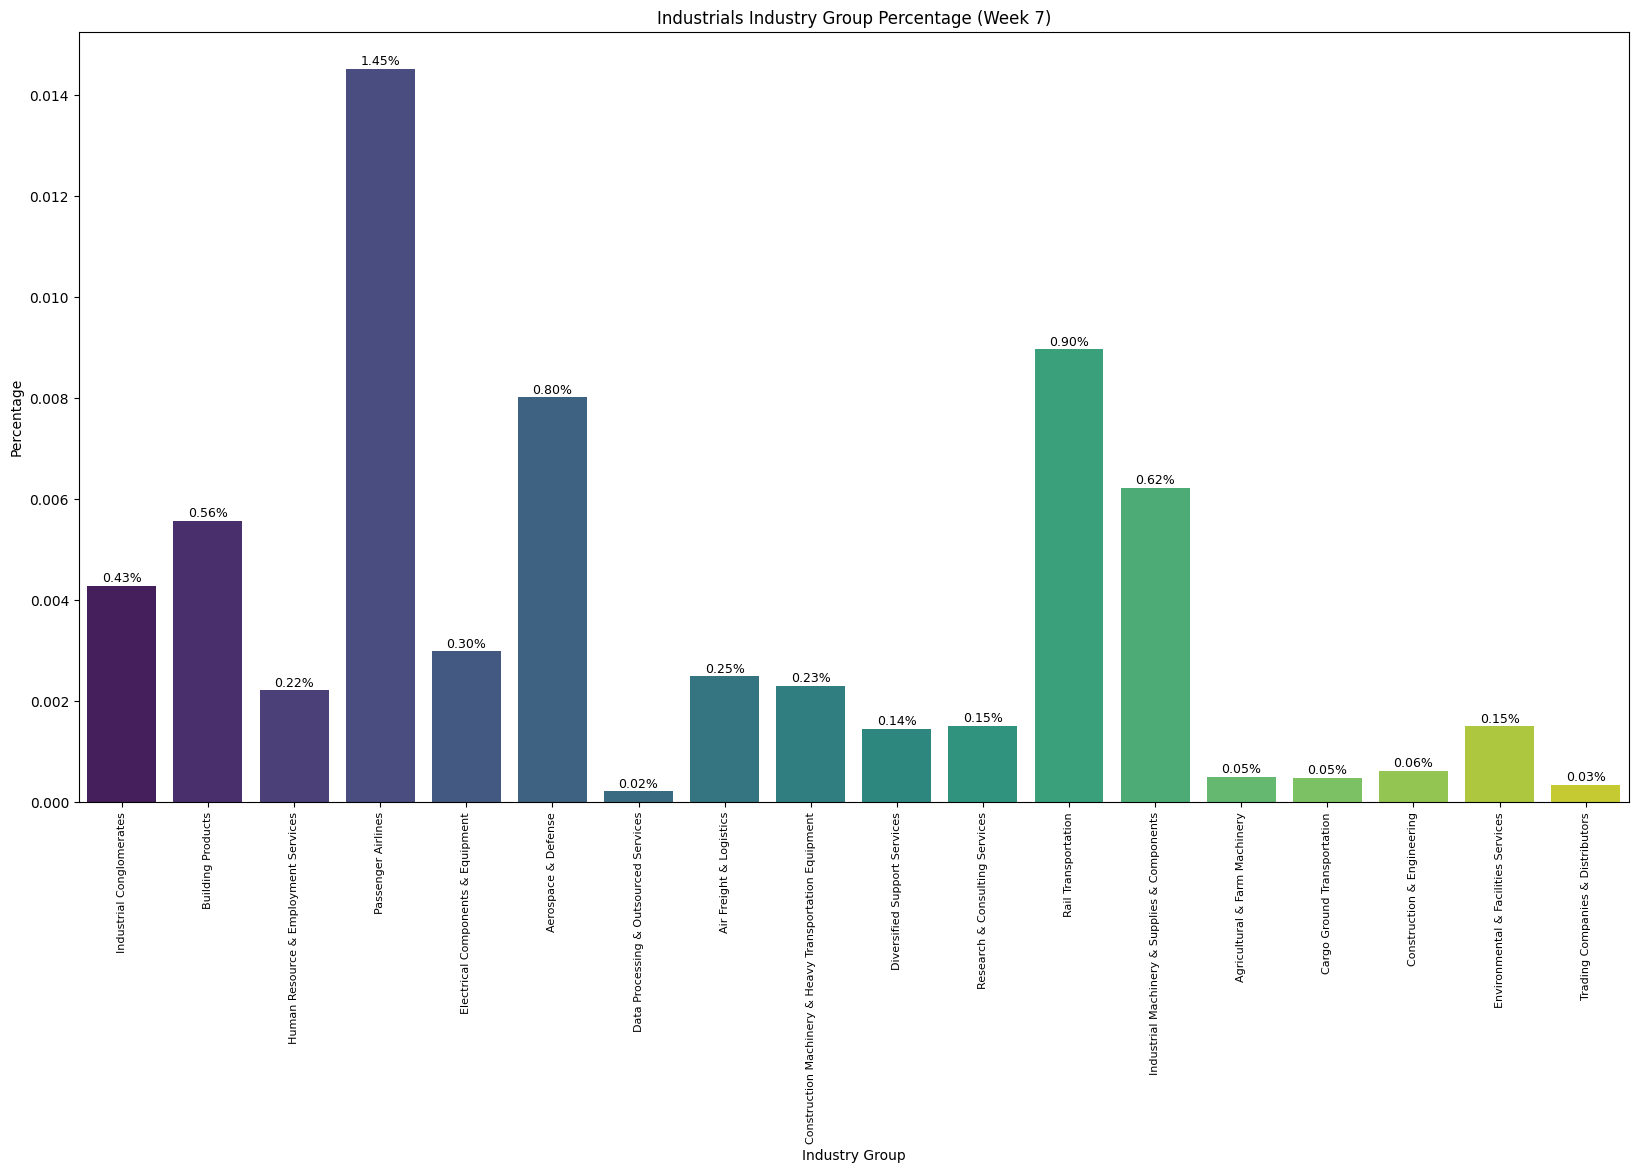 Industrials Industry Group Percentage (Week 7)
Percentage
0.014
0.012
0.010
0.008
0.006
0.004
0.002
0.000
0.43%
0.56%
0.22%
1.45%
0.30%
0.80%
0.02%
0.25%
0.23%
0.14%
0.15%
0.90%
0.62%
0.05%
0.05%
0.06%
0.15%
0.03%
Industrial Conglomerates
Building Products
Human Resource & Employment Services
Passenger Airlines
Electrical Components & Equipment
Aerospace & Defense
Data Processing & Outsourced Services
Air Freight & Logistics
Construction Machinery & Heavy Transportation Equipment
Diversified Support Services
Research & Consulting Services
Rail Transportation
Industrial Machinery & Supplies & Components
Agricultural & Farm Machinery
Cargo Ground Transportation
Construction & Engineering
Environmental & Facilities Services
Trading Companies & Distributors
Industry Group